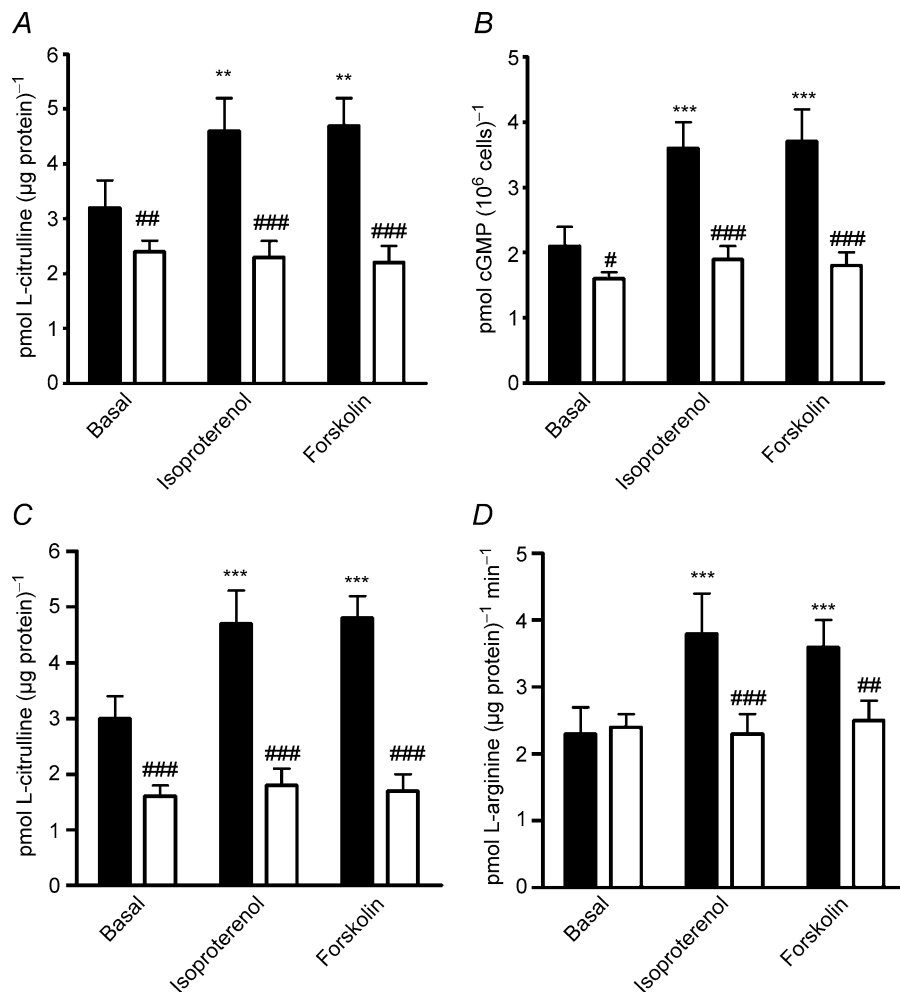 A
pmol L-citrulline (µg protein)⁻¹
6
5
4
3
2
1
0
**
**
##
###
###
Basal
Isoproterenol
Forskolin
B
pmol cGMP (10⁶ cells)⁻¹
5
4
3
2
1
0
***
***
#
###
###
Basal
Isoproterenol
Forskolin
C
pmol L-citrulline (µg protein)⁻¹
6
5
4
3
2
1
0
***
***
###
###
###
Basal
Isoproterenol
Forskolin
D
pmol L-arginine (µg protein)⁻¹ min⁻¹
5
4
3
2
1
0
***
***
###
##
Basal
Isoproterenol
Forskolin